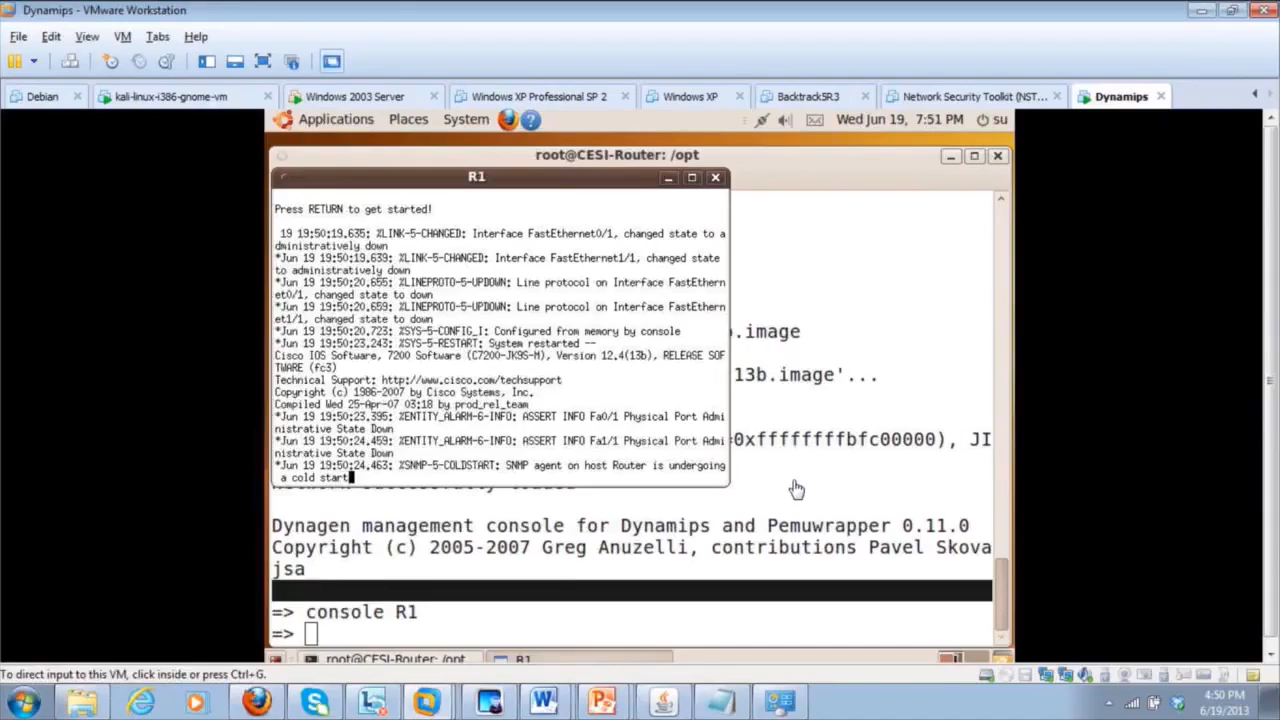 Dynamips - VMware Workstation
File Edit View VM Tabs Help
Debian kali-linux-i386-gnome-vm Windows 2003 Server Windows XP Professional SP 2 Windows XP BacktrackSR3 Network Security Toolkit (NST... Dynamips
Applications Places System Wed Jun 19, 7:51 PM su
root@CESI-Router: /opt
R1
Press RETURN to get started!
19 19:50:19.635: %LINK-5-CHANGED: Interface FastEthernet0/1, changed state to a
dministratively down
*Jun 19 19:50:19.639: %LINK-5-CHANGED: Interface FastEthernet1/1, changed state
to administratively down
*Jun 19 19:50:20.655: %LINEPROTO-5-UPDOWN: Line protocol on Interface FastEthern
et0/1, changed state to down
*Jun 19 19:50:20.659: %LINEPROTO-5-UPDOWN: Line protocol on Interface FastEthern
et1/1, changed state to down
*Jun 19 19:50:20.723: %SYS-5-CONFIG_I: Configured from memory by console
*Jun 19 19:50:23.243: %SYS-5-RESTART: System restarted --
Cisco IOS Software, 7200 Software (C7200-JK9S-M), Version 12.4(13b), RELEASE SOF
TWARE (fc3)
Technical Support: http://www.cisco.com/techsupport
Copyright (c) 1986-2007 by Cisco Systems, Inc.
Compiled Wed 25-Apr-07 03:18 by prod_rel_team
*Jun 19 19:50:23.395: %ENTITY_ALARM-6-INFO: ASSERT INFO Fa0/1 Physical Port Admi
nistrative State Down
*Jun 19 19:50:24.459: %ENTITY_ALARM-6-INFO: ASSERT INFO Fa1/1 Physical Port Admi
nistrative State Down
*Jun 19 19:50:24.463: %SNMP-5-COLDSTART: SNMP agent on host Router is undergoing
a cold start
b.image
13b.image'...
=0xffffffffbfc00000), JI
Dynagen management console for Dynamips and Pemuwrapper 0.11.0
Copyright (c) 2005-2007 Greg Anuzelli, contributions Pavel Skova
jsa
=> console R1
=>
root@CESI-Router: /opt R1
To direct input to this VM, click inside or press Ctrl+G.
4:50 PM
6/19/2013